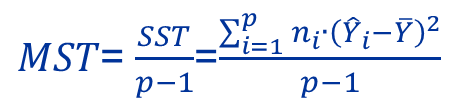 MST= SST/(p−1)=∑_{i=1}^{p} n_i·(Ŷ_i−Ȳ)²/(p−1)